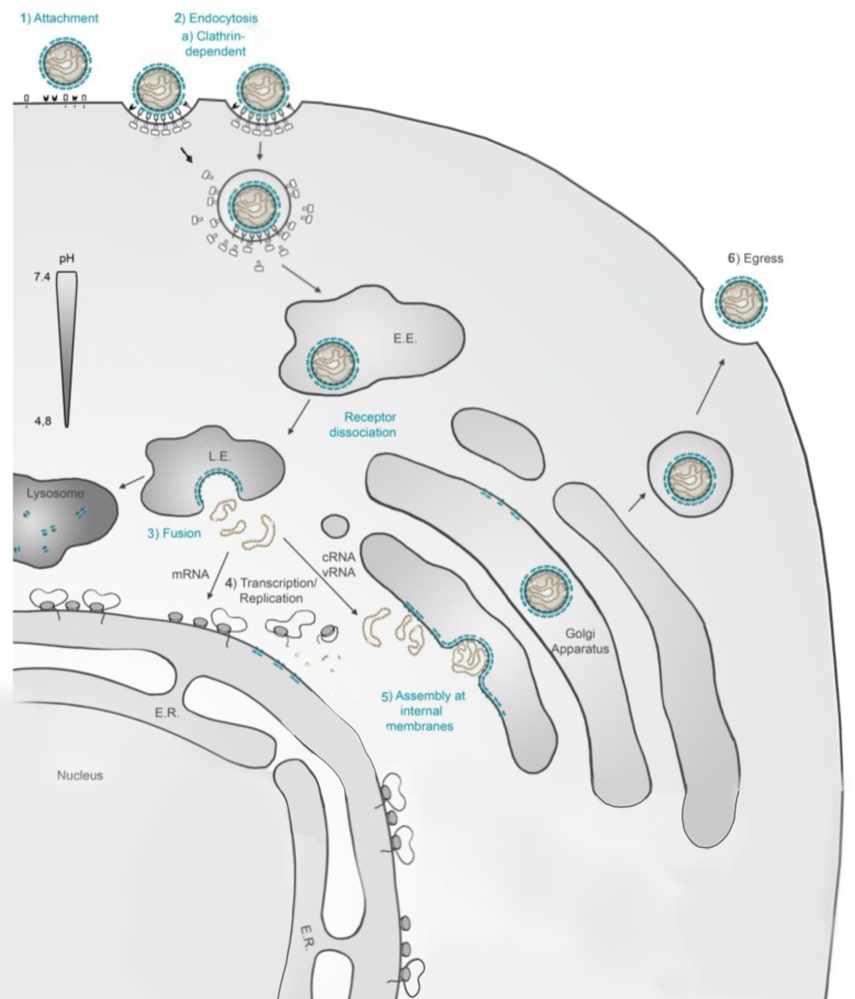 1) Attachment
2) Endocytosis
a) Clathrin-
dependent
6) Egress
pH
7.4
4,8
E.E.
Receptor
dissociation
L.E.
Lysosome
3) Fusion
cRNA
vRNA
mRNA
4) Transcription/
Replication
Golgi
Apparatus
5) Assembly at
internal
membranes
E.R.
Nucleus
E.R.